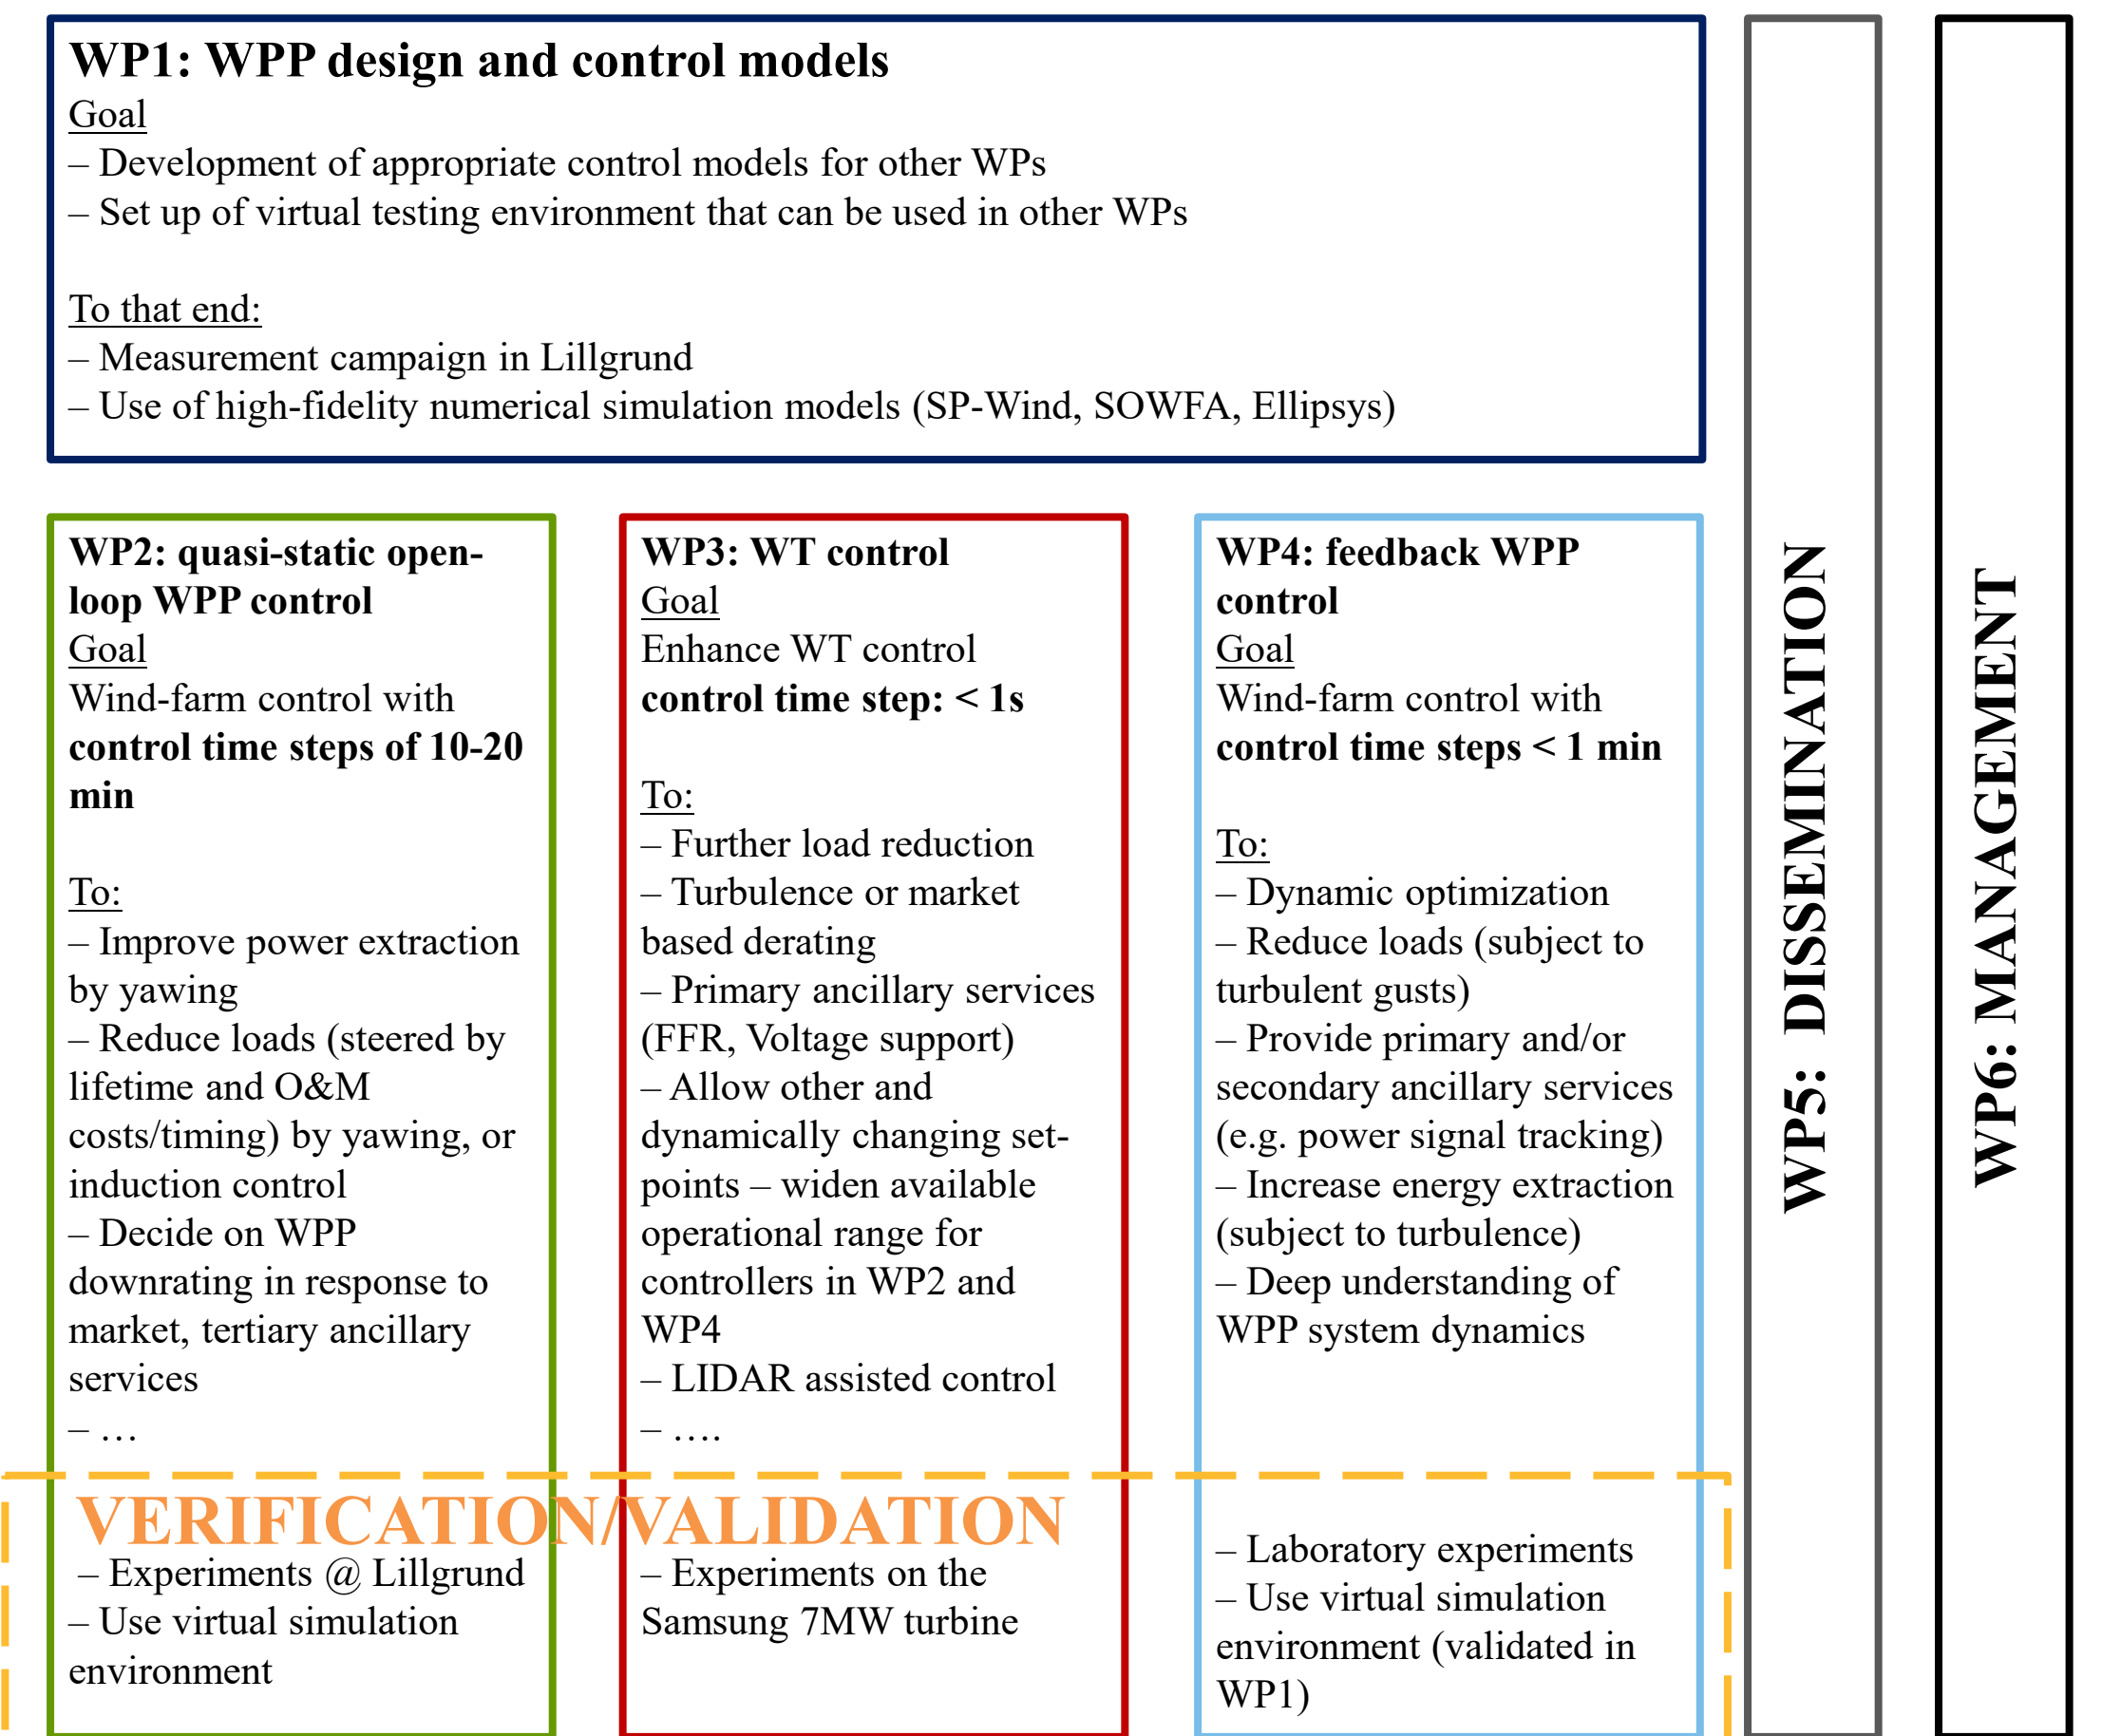 WP1: WPP design and control models
Goal
– Development of appropriate control models for other WPs
– Set up of virtual testing environment that can be used in other WPs
To that end:
– Measurement campaign in Lillgrund
– Use of high-fidelity numerical simulation models (SP-Wind, SOWFA, Ellipsys)
WP2: quasi-static open-
loop WPP control
Goal
Wind-farm control with
control time steps of 10-20
min
To:
– Improve power extraction
by yawing
– Reduce loads (steered by
lifetime and O&M
costs/timing) by yawing, or
induction control
– Decide on WPP
downrating in response to
market, tertiary ancillary
services
– …
WP3: WT control
Goal
Enhance WT control
control time step: < 1s
To:
– Further load reduction
– Turbulence or market
based derating
– Primary ancillary services
(FFR, Voltage support)
– Allow other and
dynamically changing set-
points – widen available
operational range for
controllers in WP2 and
WP4
– LIDAR assisted control
– ….
WP4: feedback WPP
control
Goal
Wind-farm control with
control time steps < 1 min
To:
– Dynamic optimization
– Reduce loads (subject to
turbulent gusts)
– Provide primary and/or
secondary ancillary services
(e.g. power signal tracking)
– Increase energy extraction
(subject to turbulence)
– Deep understanding of
WPP system dynamics
VERIFICATION/VALIDATION
– Experiments @ Lillgrund
– Use virtual simulation
environment
– Experiments on the
Samsung 7MW turbine
– Laboratory experiments
– Use virtual simulation
environment (validated in
WP1)
WP5: DISSEMINATION
WP6: MANAGEMENT